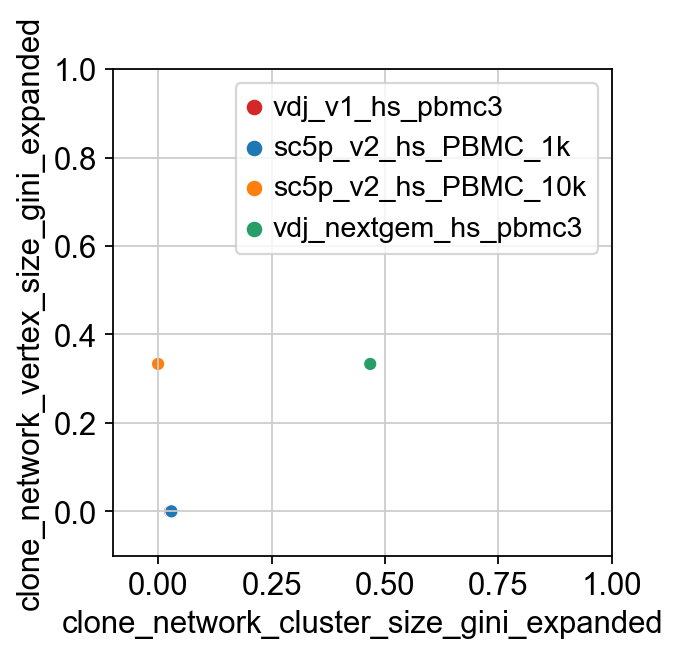 clone_network_vertex_size_gini_expanded
1.0
0.8
0.6
0.4
0.2
0.0
vdj_v1_hs_pbmc3
sc5p_v2_hs_PBMC_1k
sc5p_v2_hs_PBMC_10k
vdj_nextgem_hs_pbmc3
0.00 0.25 0.50 0.75 1.00
clone_network_cluster_size_gini_expanded